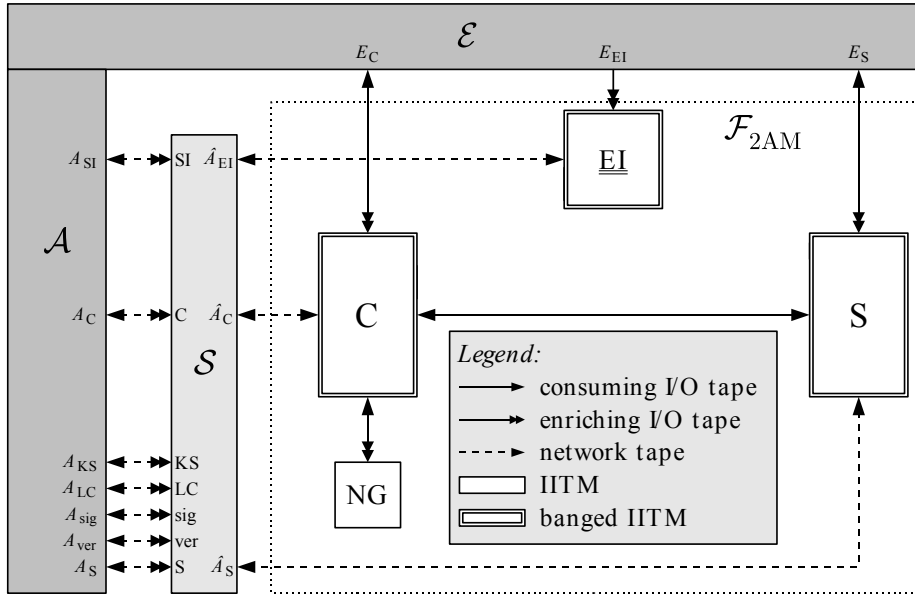 ℰ
E_C E_EI E_S
ℱ_2AM
A_SI SI Â_EI EI
𝒜
A_C C Â_C C S
𝒮
Legend:
consuming I/O tape
enriching I/O tape
network tape
IITM
banged IITM
A_KS KS
A_LC LC NG
A_sig sig
A_ver ver
A_S S Â_S